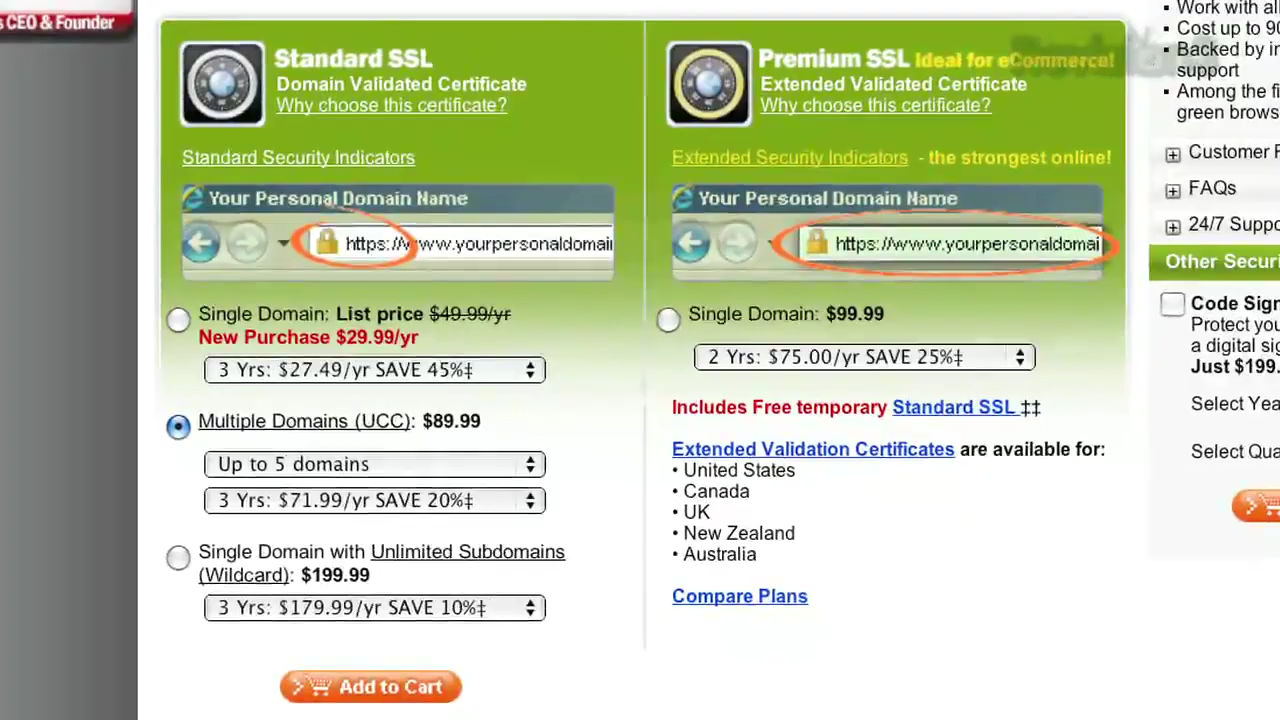 s CEO & Founder
Standard SSL
Domain Validated Certificate
Why choose this certificate?
Standard Security Indicators
Your Personal Domain Name
https://www.yourpersonaldomai
Single Domain: List price $49.99/yr
New Purchase $29.99/yr
3 Yrs: $27.49/yr SAVE 45%‡
Multiple Domains (UCC): $89.99
Up to 5 domains
3 Yrs: $71.99/yr SAVE 20%‡
Single Domain with Unlimited Subdomains
(Wildcard): $199.99
3 Yrs: $179.99/yr SAVE 10%‡
Add to Cart
Premium SSL Ideal for eCommerce!
Extended Validated Certificate
Why choose this certificate?
Extended Security Indicators - the strongest online!
Your Personal Domain Name
https://www.yourpersonaldomai
Single Domain: $99.99
2 Yrs: $75.00/yr SAVE 25%‡
Includes Free temporary Standard SSL ‡‡
Extended Validation Certificates are available for:
• United States
• Canada
• UK
• New Zealand
• Australia
Compare Plans
Work with all
Cost up to 90
Backed by in
support
Among the fi
green brows
Customer F
FAQs
24/7 Suppo
Other Securi
Code Sign
Protect you
a digital sig
Just $199.
Select Yea
Select Qua